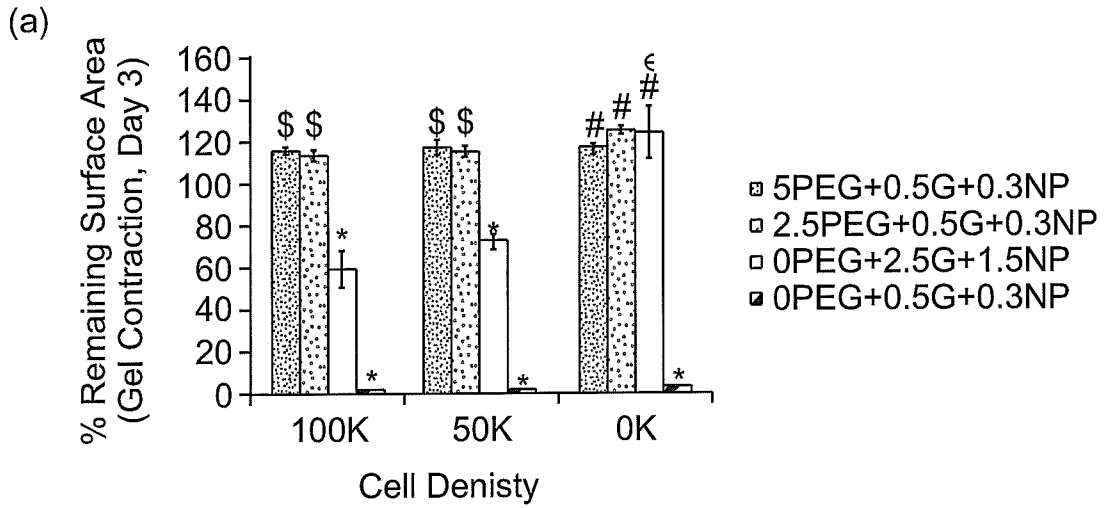 (a)
% Remaining Surface Area
(Gel Contraction, Day 3)
160
140
120
100
80
60
40
20
0
$ $
*
*
$ $
*
*
# # #
ϵ
*
100K 50K 0K
Cell Denisty
5PEG+0.5G+0.3NP
2.5PEG+0.5G+0.3NP
0PEG+2.5G+1.5NP
0PEG+0.5G+0.3NP